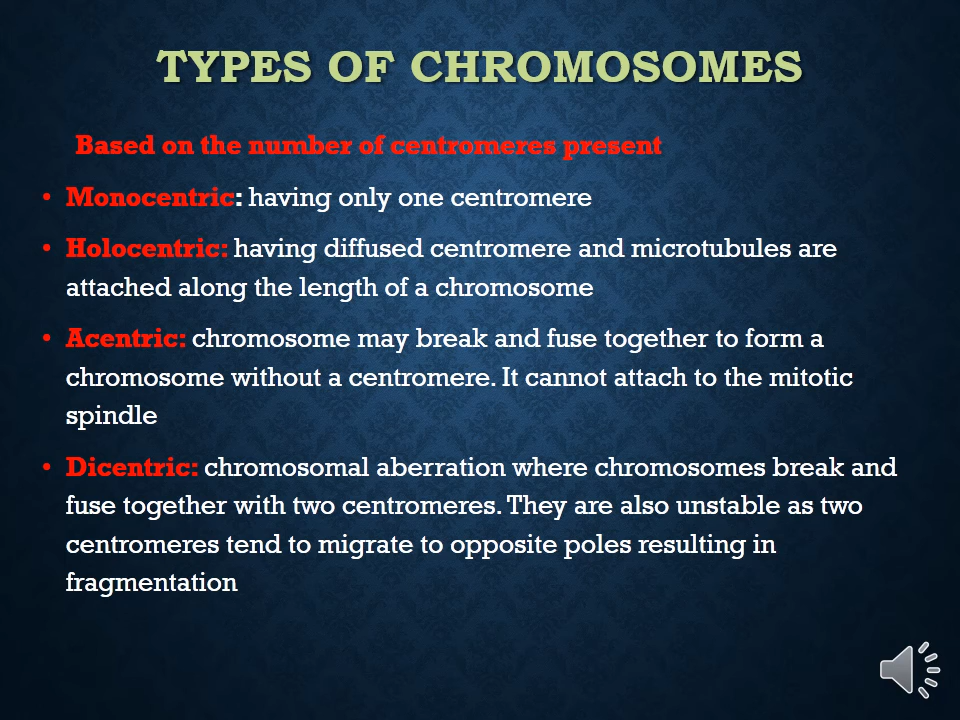 TYPES OF CHROMOSOMES
Based on the number of centromeres present
• Monocentric: having only one centromere
• Holocentric: having diffused centromere and microtubules are
attached along the length of a chromosome
• Acentric: chromosome may break and fuse together to form a
chromosome without a centromere. It cannot attach to the mitotic
spindle
• Dicentric: chromosomal aberration where chromosomes break and
fuse together with two centromeres. They are also unstable as two
centromeres tend to migrate to opposite poles resulting in
fragmentation